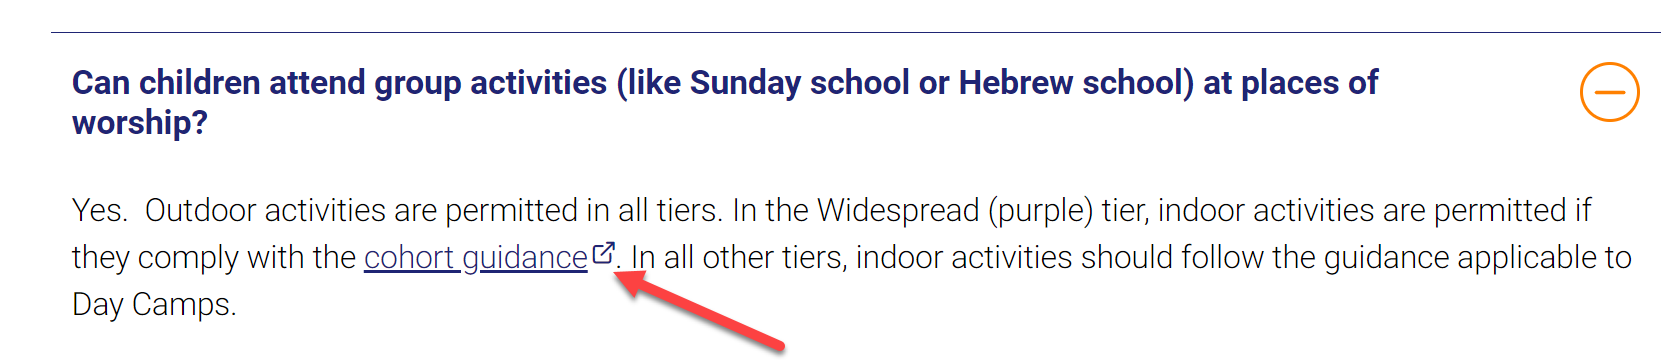 Can children attend group activities (like Sunday school or Hebrew school) at places of
worship?
Yes.  Outdoor activities are permitted in all tiers. In the Widespread (purple) tier, indoor activities are permitted if
they comply with the cohort guidance. In all other tiers, indoor activities should follow the guidance applicable to
Day Camps.